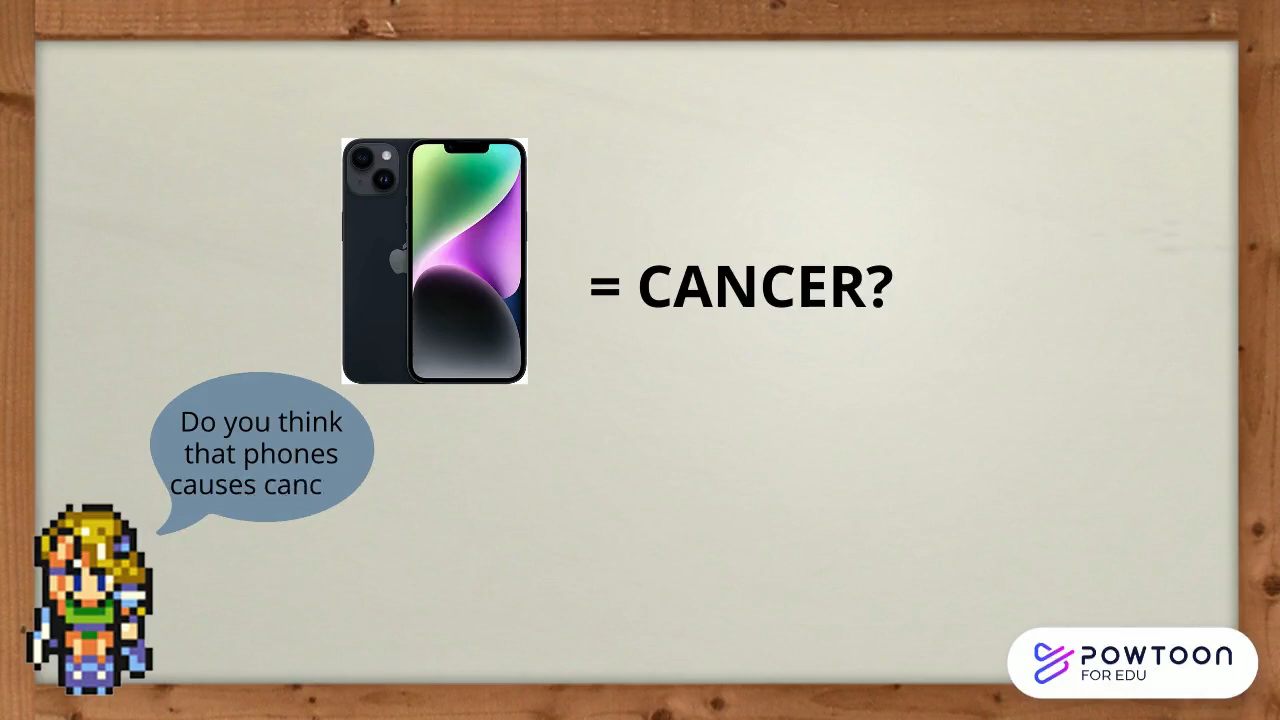 = CANCER?
Do you think
that phones
causes canc
POWTOON
FOR EDU